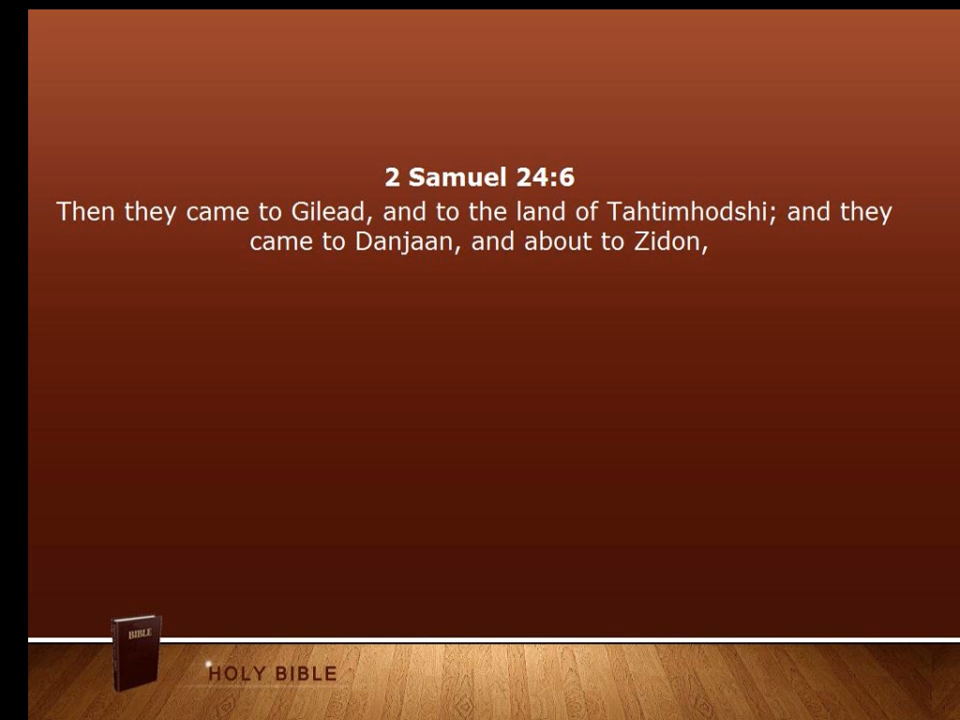 2 Samuel 24:6
Then they came to Gilead, and to the land of Tahtimhodshi; and they
came to Danjaan, and about to Zidon,
BIBLE
HOLY BIBLE